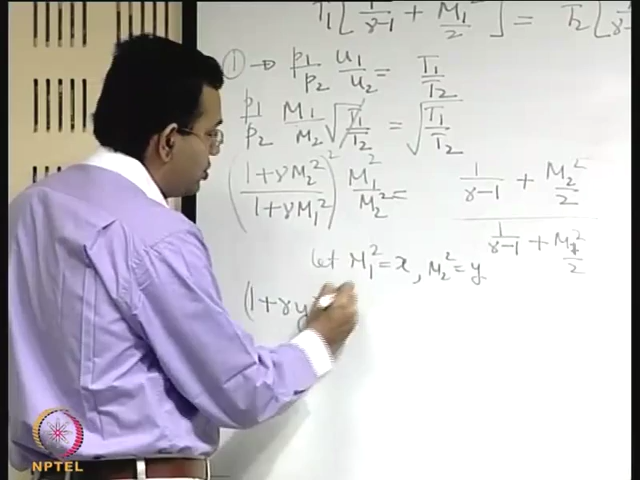 T₁[1/(γ-1) + M₁²/2] = T₂[1/(γ-
① → p₁/p₂ u₁/u₂ = T₁/T₂
p₁/p₂ M₁/M₂ √(T₁/T₂) = √(T₁/T₂)
((1+γM₂²)/(1+γM₁²))² M₁²/M₂² = (1/(γ-1) + M₂²/2)/(1/(γ-1) + M₁²/2)
Let M₁² = x, M₂² = y
(1+γy)
NPTEL